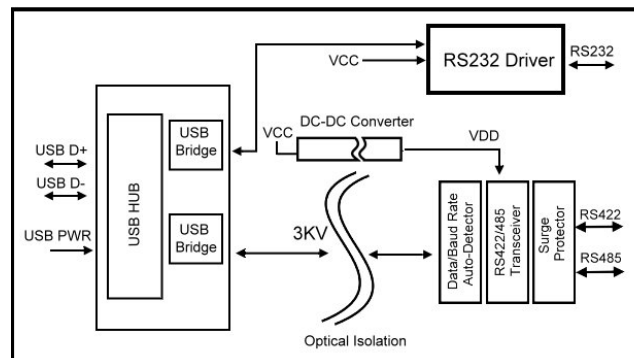 RS232 Driver
RS232
VCC
DC-DC Converter
VCC
VDD
USB D+
USB D-
USB PWR
USB HUB
USB
Bridge
USB
Bridge
3KV
Optical Isolation
Data/Baud Rate
Auto-Detector
RS422/485
Transceiver
Surge
Protector
RS422
RS485